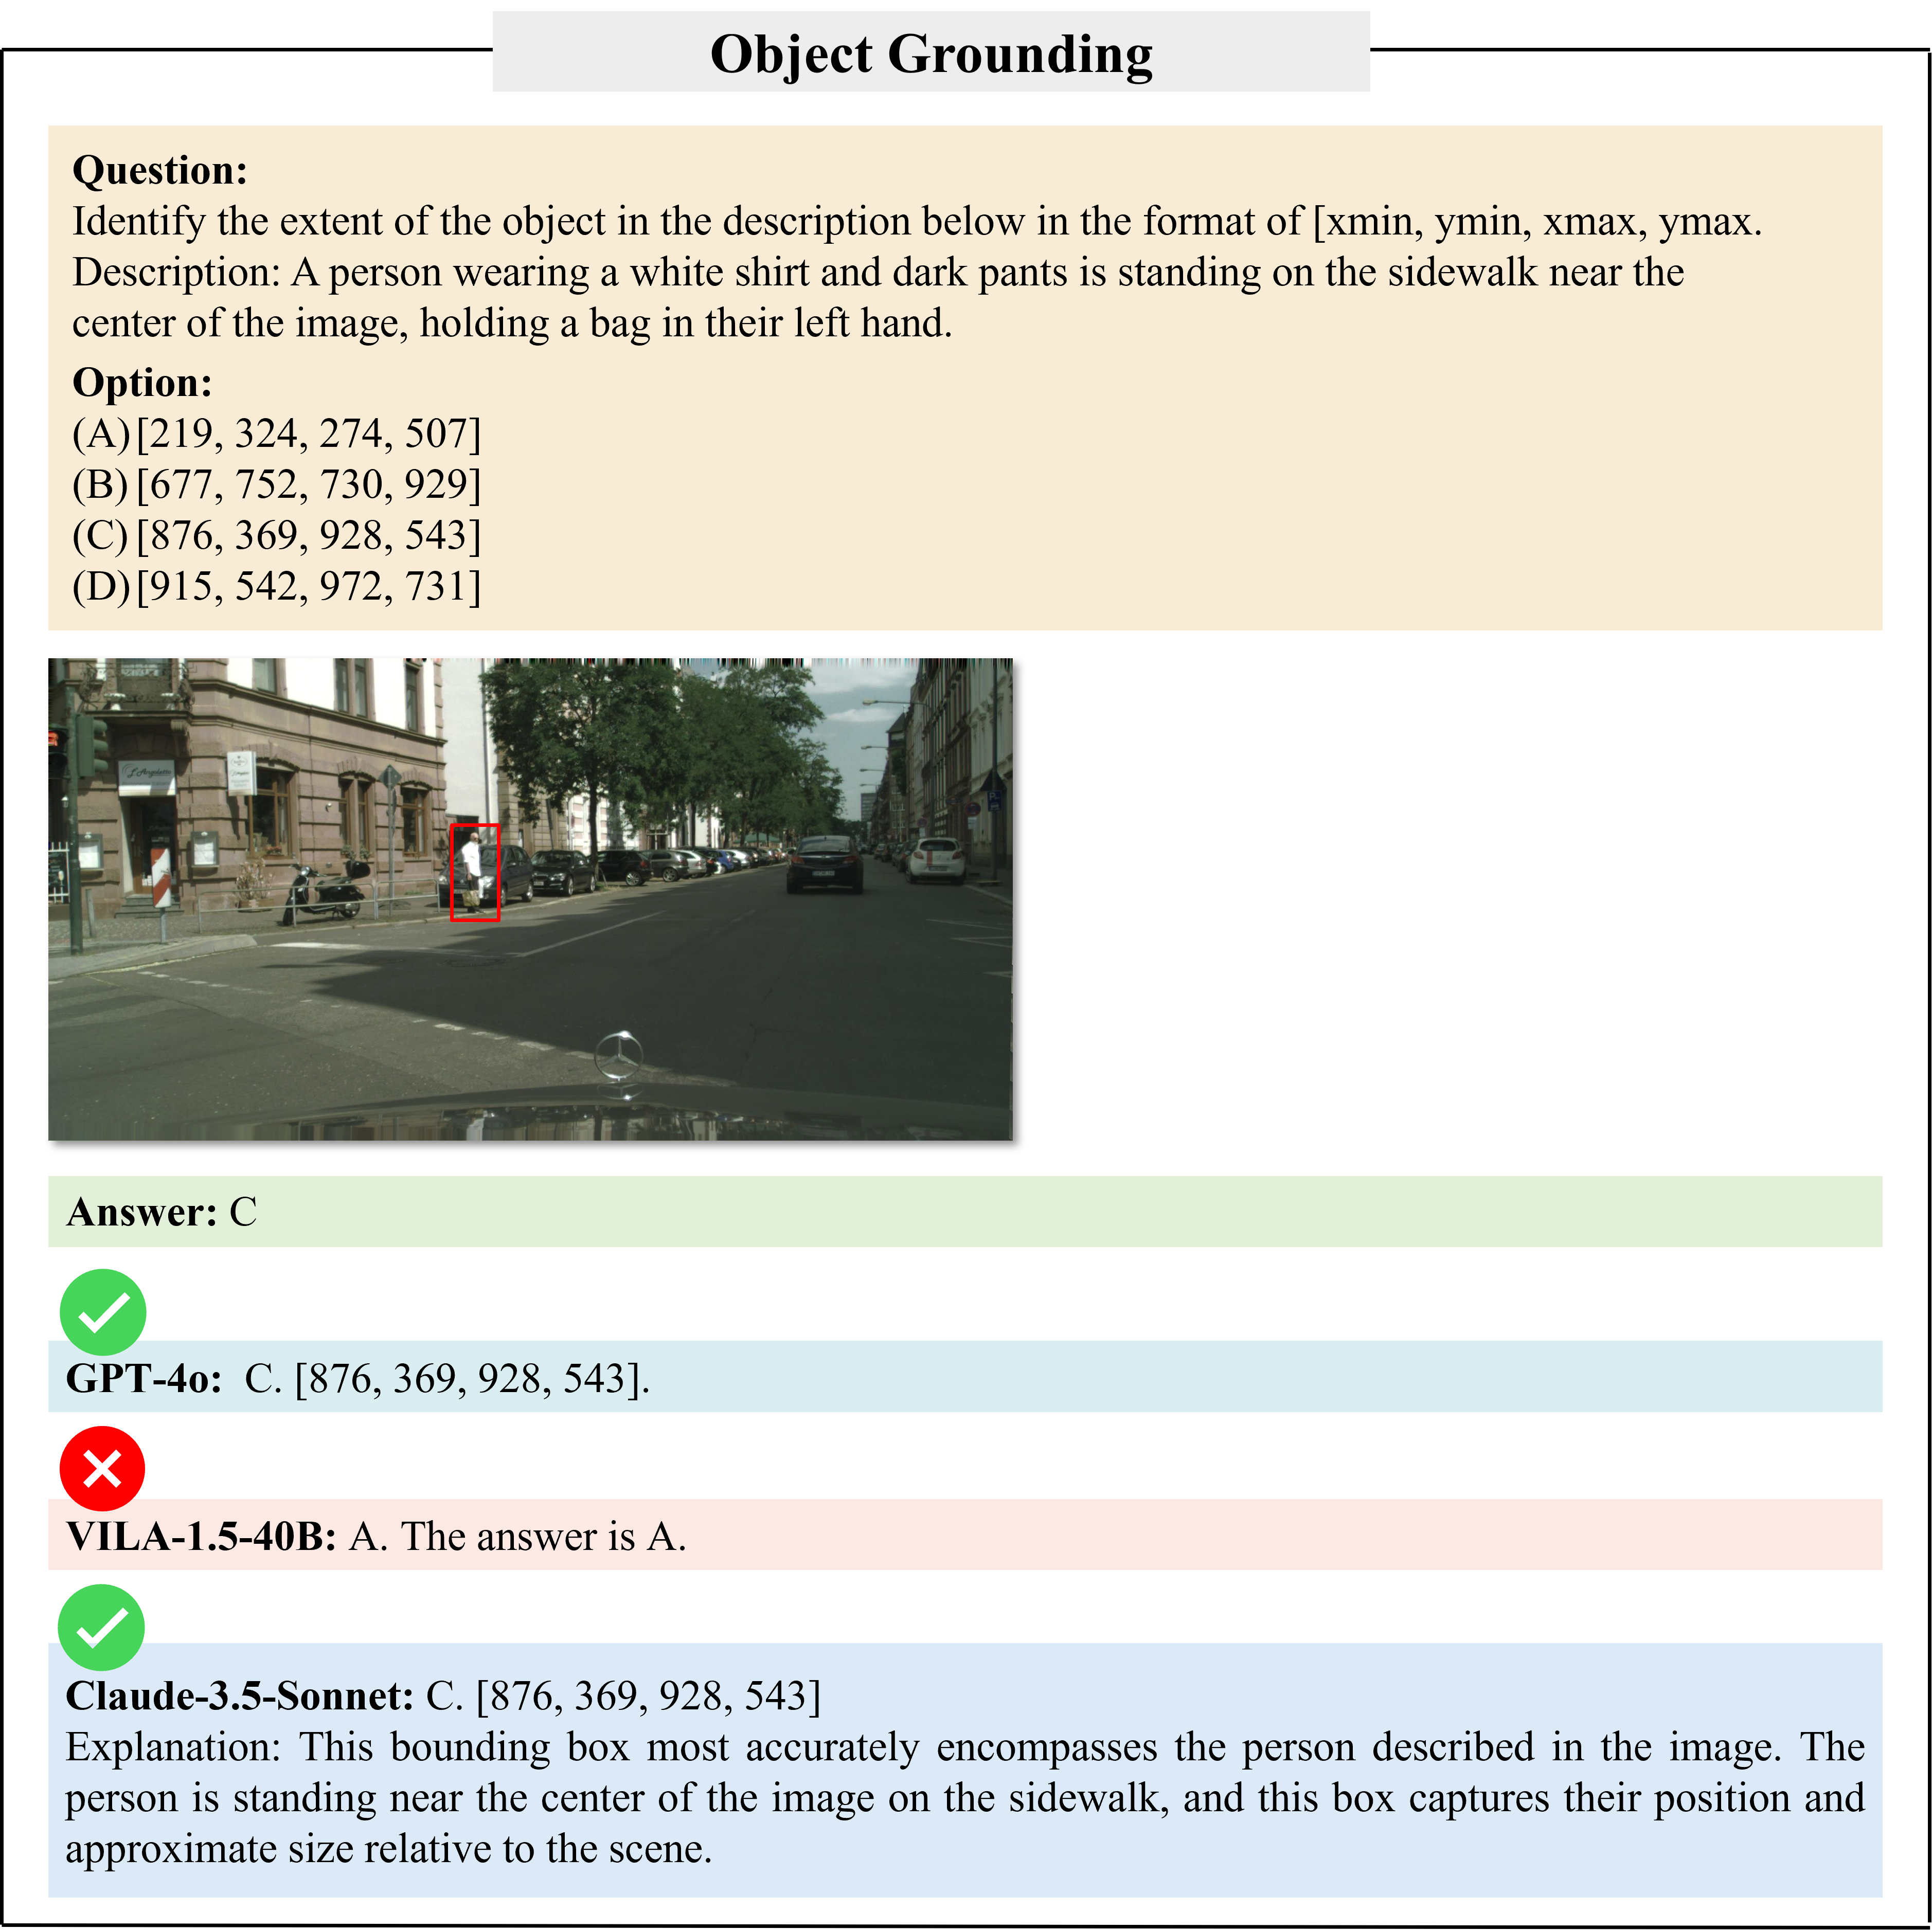 Object Grounding
Question:
Identify the extent of the object in the description below in the format of [xmin, ymin, xmax, ymax.
Description: A person wearing a white shirt and dark pants is standing on the sidewalk near the
center of the image, holding a bag in their left hand.
Option:
(A) [219, 324, 274, 507]
(B) [677, 752, 730, 929]
(C) [876, 369, 928, 543]
(D) [915, 542, 972, 731]
Answer: C
GPT-4o: C. [876, 369, 928, 543].
VILA-1.5-40B: A. The answer is A.
Claude-3.5-Sonnet: C. [876, 369, 928, 543]
Explanation: This bounding box most accurately encompasses the person described in the image. The
person is standing near the center of the image on the sidewalk, and this box captures their position and
approximate size relative to the scene.